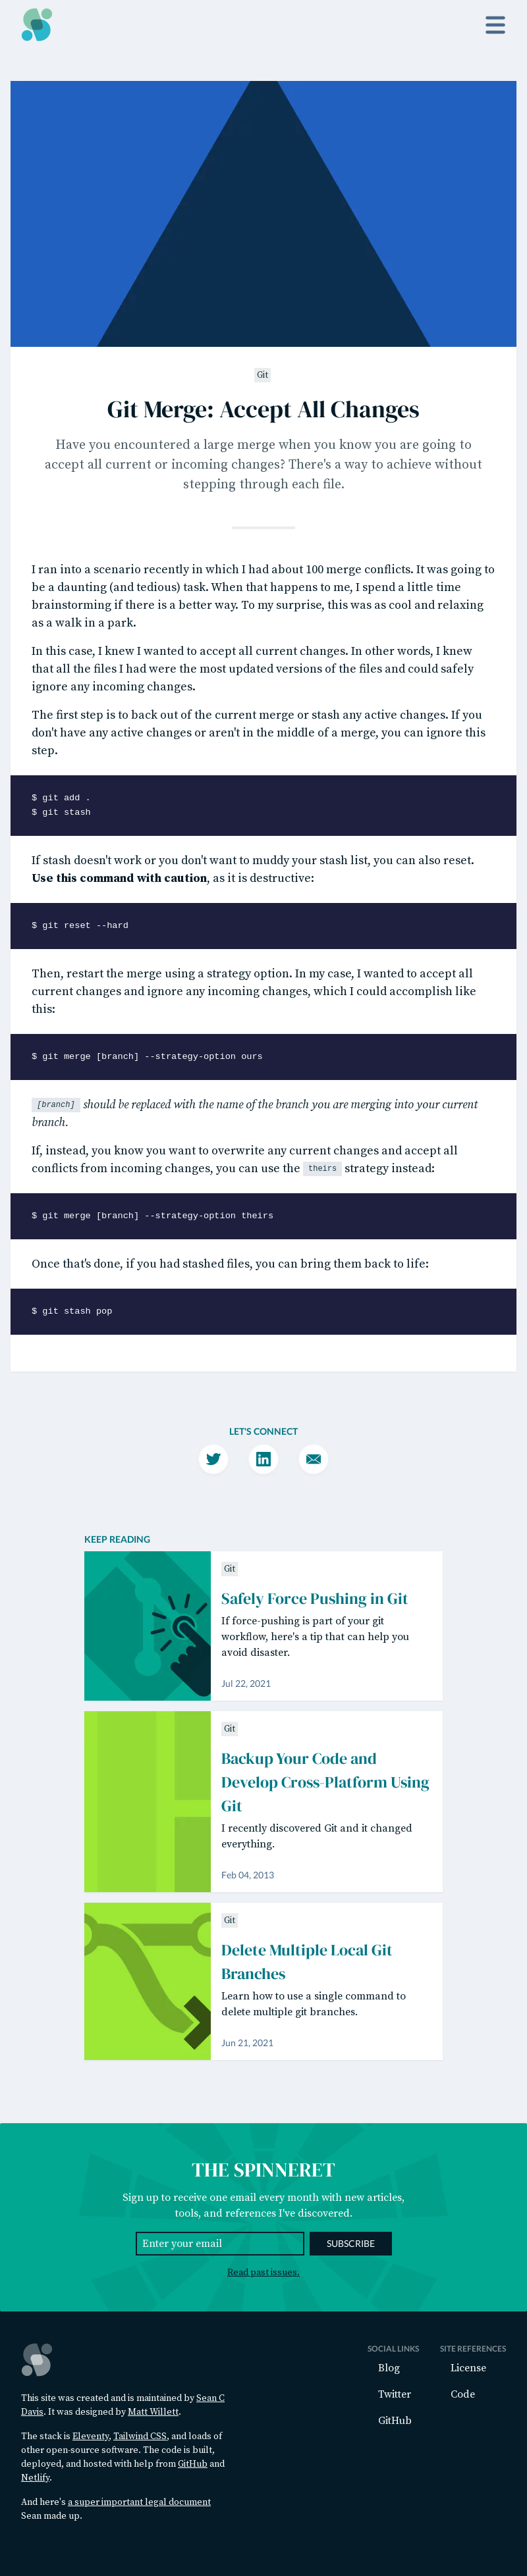 Git
Git Merge: Accept All Changes
Have you encountered a large merge when you know you are going to
accept all current or incoming changes? There's a way to achieve without
stepping through each file.
I ran into a scenario recently in which I had about 100 merge conflicts. It was going to
be a daunting (and tedious) task. When that happens to me, I spend a little time
brainstorming if there is a better way. To my surprise, this was as cool and relaxing
as a walk in a park.
In this case, I knew I wanted to accept all current changes. In other words, I knew
that all the files I had were the most updated versions of the files and could safely
ignore any incoming changes.
The first step is to back out of the current merge or stash any active changes. If you
don't have any active changes or aren't in the middle of a merge, you can ignore this
step.
$ git add .
$ git stash
If stash doesn't work or you don't want to muddy your stash list, you can also reset.
Use this command with caution, as it is destructive:
$ git reset --hard
Then, restart the merge using a strategy option. In my case, I wanted to accept all
current changes and ignore any incoming changes, which I could accomplish like
this:
$ git merge [branch] --strategy-option ours
[branch] should be replaced with the name of the branch you are merging into your current
branch.
If, instead, you know you want to overwrite any current changes and accept all
conflicts from incoming changes, you can use the theirs strategy instead:
$ git merge [branch] --strategy-option theirs
Once that's done, if you had stashed files, you can bring them back to life:
$ git stash pop
LET'S CONNECT
KEEP READING
Git
Safely Force Pushing in Git
If force-pushing is part of your git
workflow, here's a tip that can help you
avoid disaster.
Jul 22, 2021
Git
Backup Your Code and
Develop Cross-Platform Using
Git
I recently discovered Git and it changed
everything.
Feb 04, 2013
Git
Delete Multiple Local Git
Branches
Learn how to use a single command to
delete multiple git branches.
Jun 21, 2021
THE SPINNERET
Sign up to receive one email every month with new articles,
tools, and references I've discovered.
Enter your email
SUBSCRIBE
Read past issues.
This site was created and is maintained by Sean C
Davis. It was designed by Matt Willett.
The stack is Eleventy, Tailwind CSS, and loads of
other open-source software. The code is built,
deployed, and hosted with help from GitHub and
Netlify.
And here's a super important legal document
Sean made up.
SOCIAL LINKS
Blog
Twitter
GitHub
SITE REFERENCES
License
Code